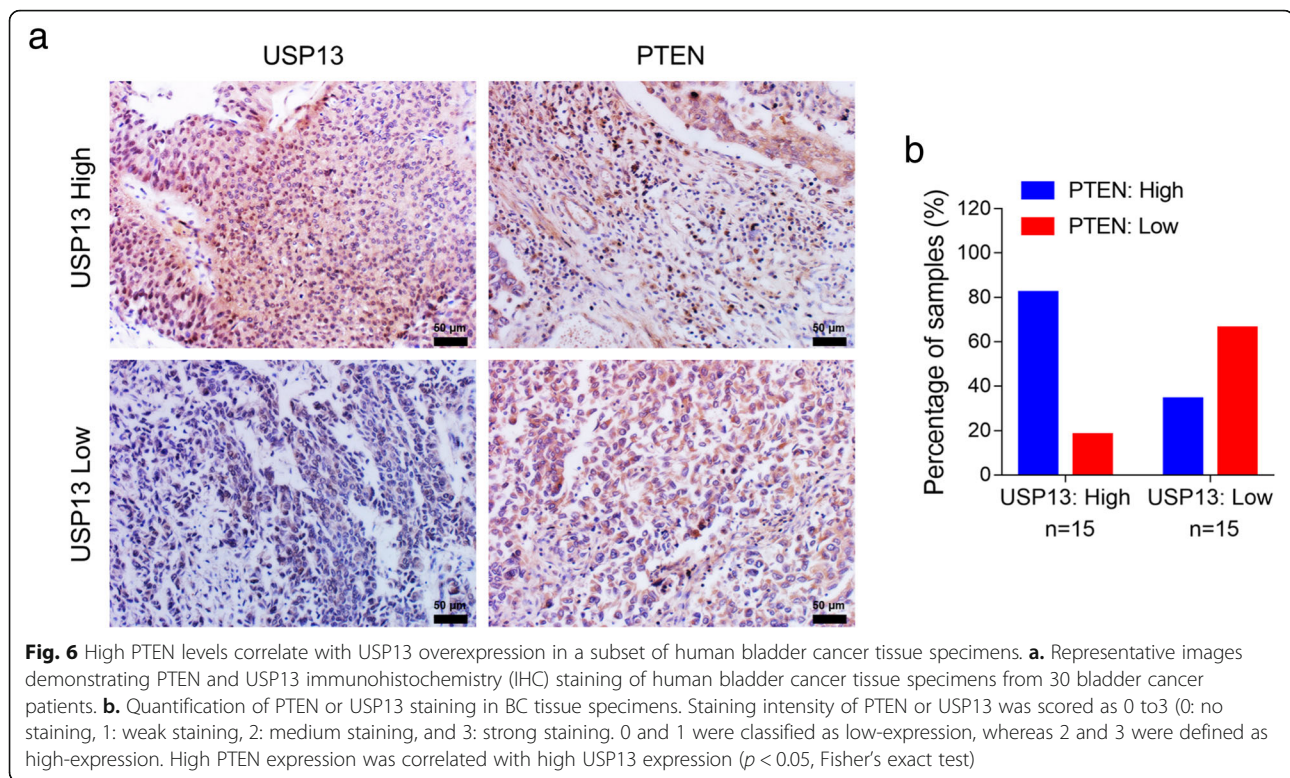 a
USP13
PTEN
USP13 High
50 µm
50 µm
USP13 Low
50 µm
50 µm
b
PTEN: High
PTEN: Low
Percentage of samples (%)
120
100
80
60
40
20
0
USP13: High
USP13: Low
n=15
n=15
Fig. 6 High PTEN levels correlate with USP13 overexpression in a subset of human bladder cancer tissue specimens. a. Representative images
demonstrating PTEN and USP13 immunohistochemistry (IHC) staining of human bladder cancer tissue specimens from 30 bladder cancer
patients. b. Quantification of PTEN or USP13 staining in BC tissue specimens. Staining intensity of PTEN or USP13 was scored as 0 to3 (0: no
staining, 1: weak staining, 2: medium staining, and 3: strong staining. 0 and 1 were classified as low-expression, whereas 2 and 3 were defined as
high-expression. High PTEN expression was correlated with high USP13 expression (p < 0.05, Fisher's exact test)